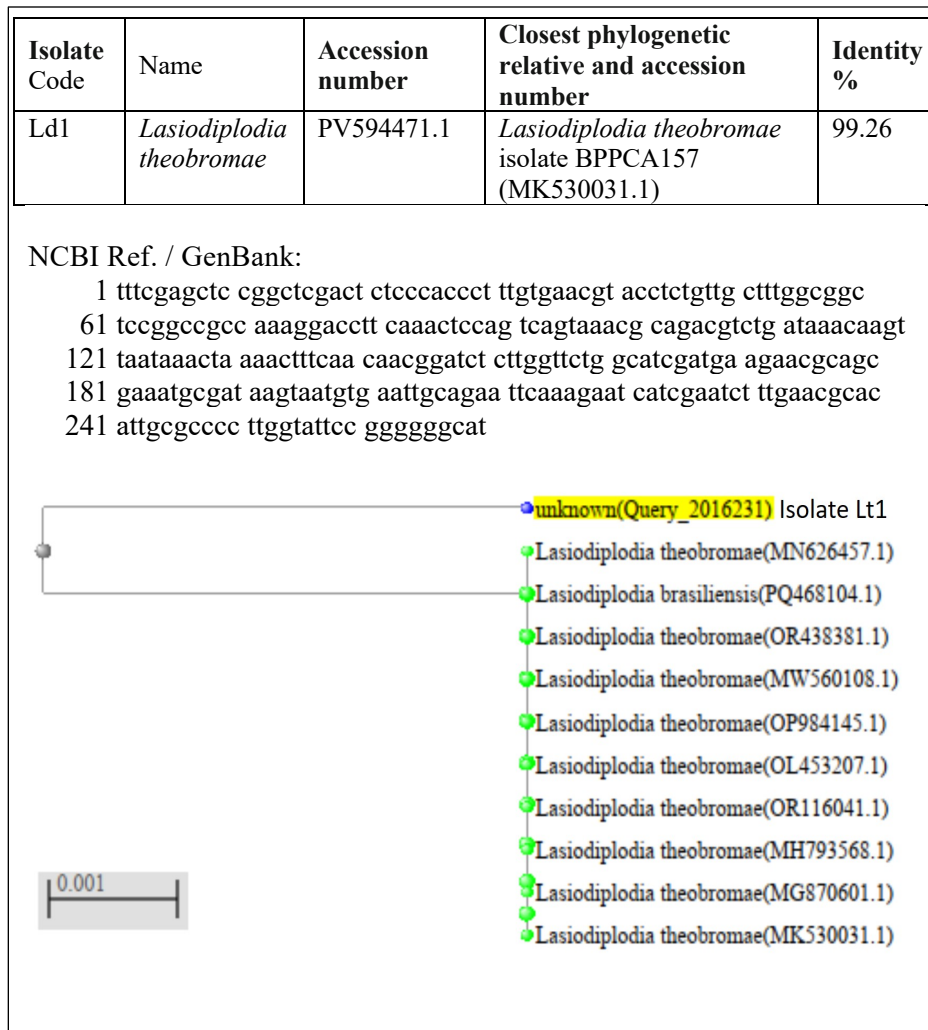 Isolate Code Name Accession number Closest phylogenetic relative and accession number Identity %
Ld1 Lasiodiplodia theobromae PV594471.1 Lasiodiplodia theobromae isolate BPPCA157 (MK530031.1) 99.26
NCBI Ref. / GenBank:
1 tttcgagctc cggctcgact ctcccaccct ttgtgaacgt acctctgttg ctttggcggc
61 tccggccgcc aaaggacctt caaactccag tcagtaaacg cagacgtctg ataaacaagt
121 taataaacta aaactttcaa caacggatct cttggttctg gcatcgatga agaacgcagc
181 gaaatgcgat aagtaatgtg aattgcagaa ttcaaagaat catcgaatct ttgaacgcac
241 attgcgcccc ttggtattcc ggggggcat
unknown(Query_2016231) Isolate Lt1
Lasiodiplodia theobromae(MN626457.1)
Lasiodiplodia brasiliensis(PQ468104.1)
Lasiodiplodia theobromae(OR438381.1)
Lasiodiplodia theobromae(MW560108.1)
Lasiodiplodia theobromae(OP984145.1)
Lasiodiplodia theobromae(OL453207.1)
Lasiodiplodia theobromae(OR116041.1)
Lasiodiplodia theobromae(MH793568.1)
Lasiodiplodia theobromae(MG870601.1)
Lasiodiplodia theobromae(MK530031.1)
0.001